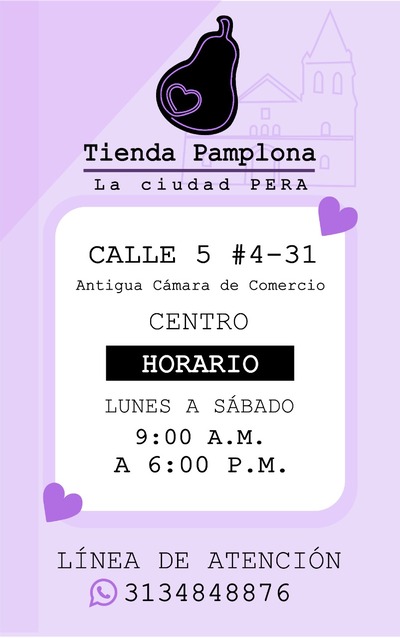 Tienda Pamplona
La ciudad PERA
CALLE 5 #4-31
Antigua Cámara de Comercio
CENTRO
HORARIO
LUNES A SÁBADO
9:00 A.M.
A 6:00 P.M.
LÍNEA DE ATENCIÓN
3134848876